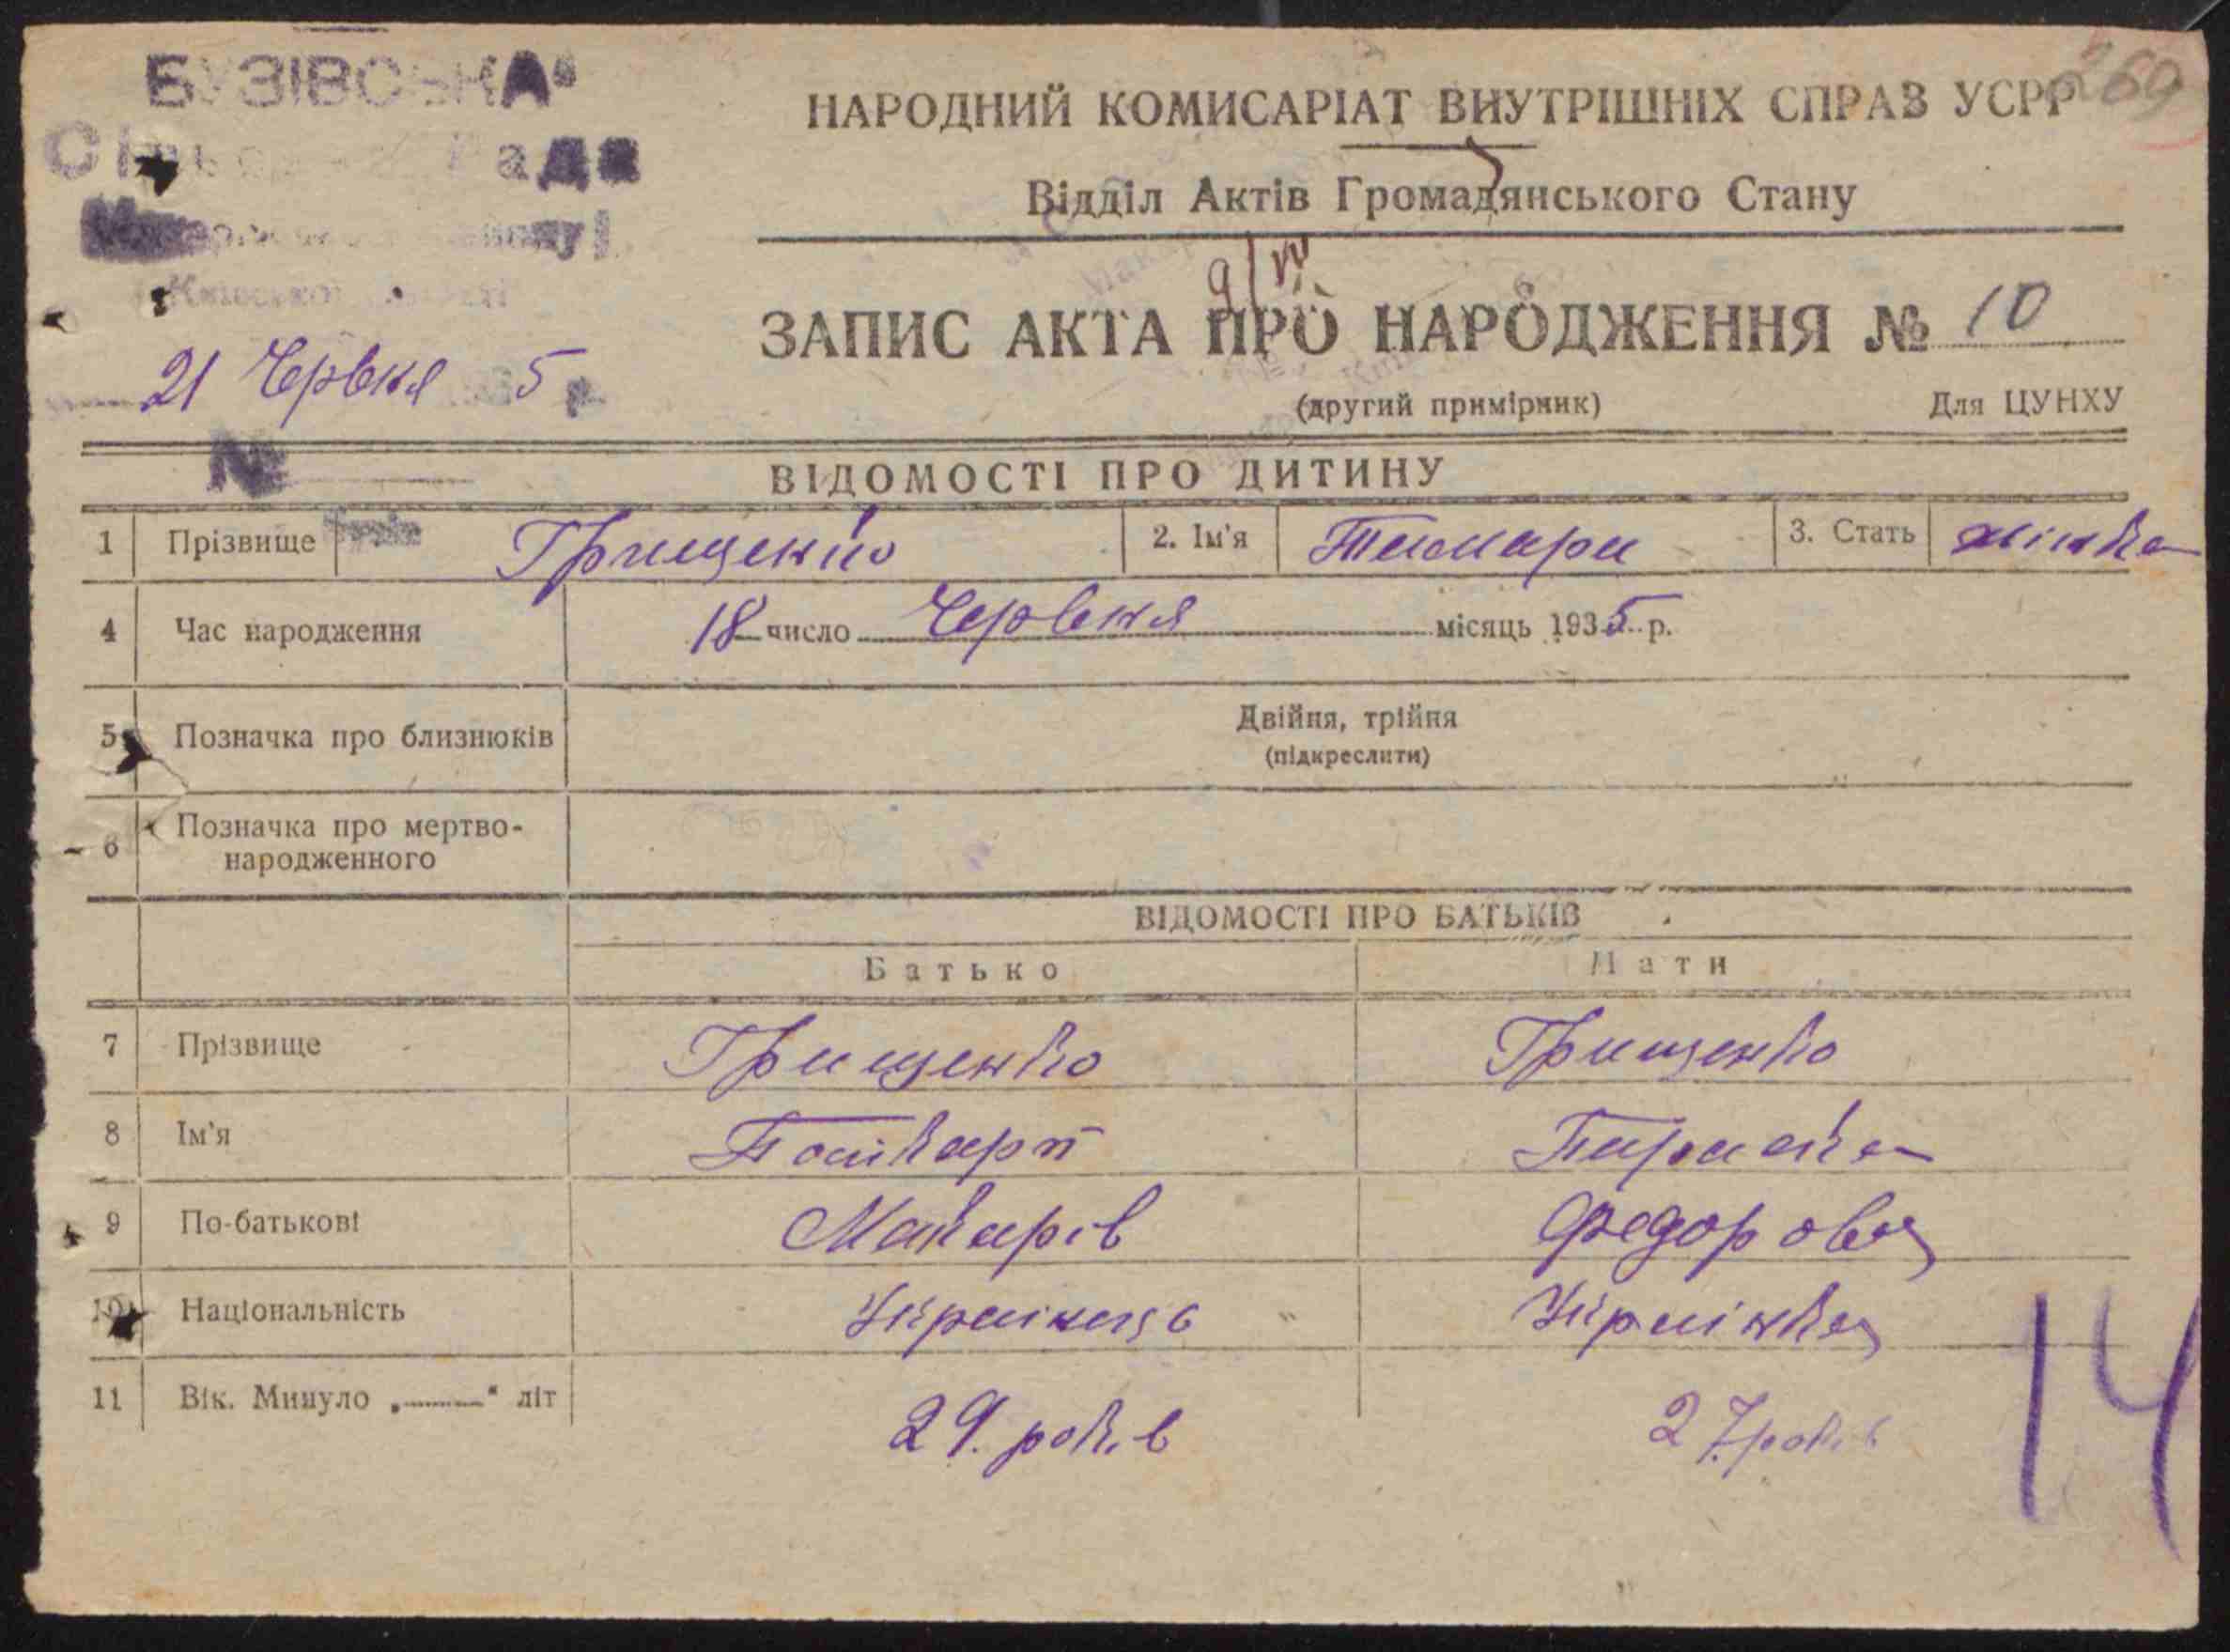 БУЗІВСЬКА
Сільська Рада
Київської області
21 Червня 1935 р.
№
269
НАРОДНИЙ КОМИСАРІАТ ВНУТРІШНІХ СПРАВ УСРР
Відділ Актів Громадянського Стану
ЗАПИС АКТА ПРО НАРОДЖЕННЯ № 10
(другий примірник) Для ЦУНХУ
ВІДОМОСТІ ПРО ДИТИНУ
1 Прізвище Грищенко 2. Ім'я Тамара 3. Стать жінка
4 Час народження 18 число Червня місяць 1935 р.
5 Позначка про близнюків Двійня, трійня
(підкреслити)
6 Позначка про мертво-
народженного
ВІДОМОСТІ ПРО БАТЬКІВ
Батько Мати
7 Прізвище Грищенко Грищенко
8 Ім'я Полікарп Параска
9 По-батькові Макарів Федорова
10 Національність Українець Українка
11 Вік. Минуло „ “ літ 29. років 27 років
14